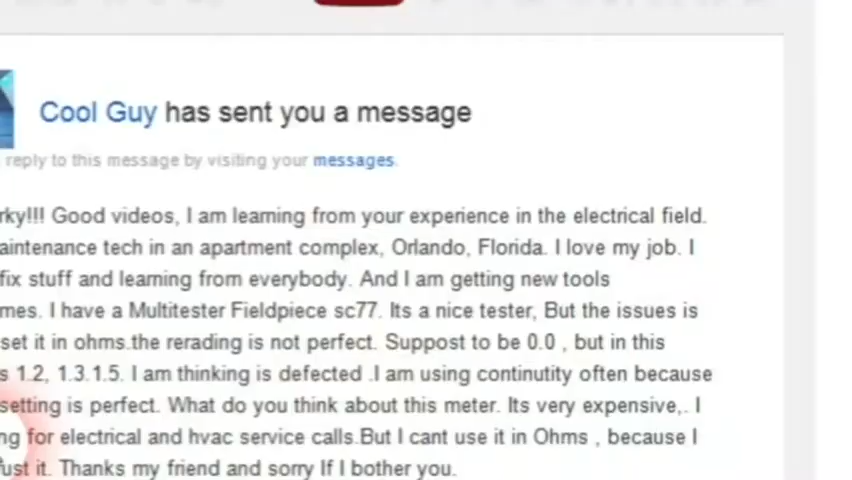 Cool Guy has sent you a message
reply to this message by visiting your messages.
rky!!! Good videos, I am learning from your experience in the electrical field.
aintenance tech in an apartment complex, Orlando, Florida. I love my job. I
fix stuff and learning from everybody. And I am getting new tools
mes. I have a Multitester Fieldpiece sc77. Its a nice tester, But the issues is
set it in ohms.the rerading is not perfect. Suppost to be 0.0 , but in this
s 1.2, 1.3.1.5. I am thinking is defected .I am using continutity often because
setting is perfect. What do you think about this meter. Its very expensive,. I
ng for electrical and hvac service calls.But I cant use it in Ohms , because I
rust it. Thanks my friend and sorry If I bother you.